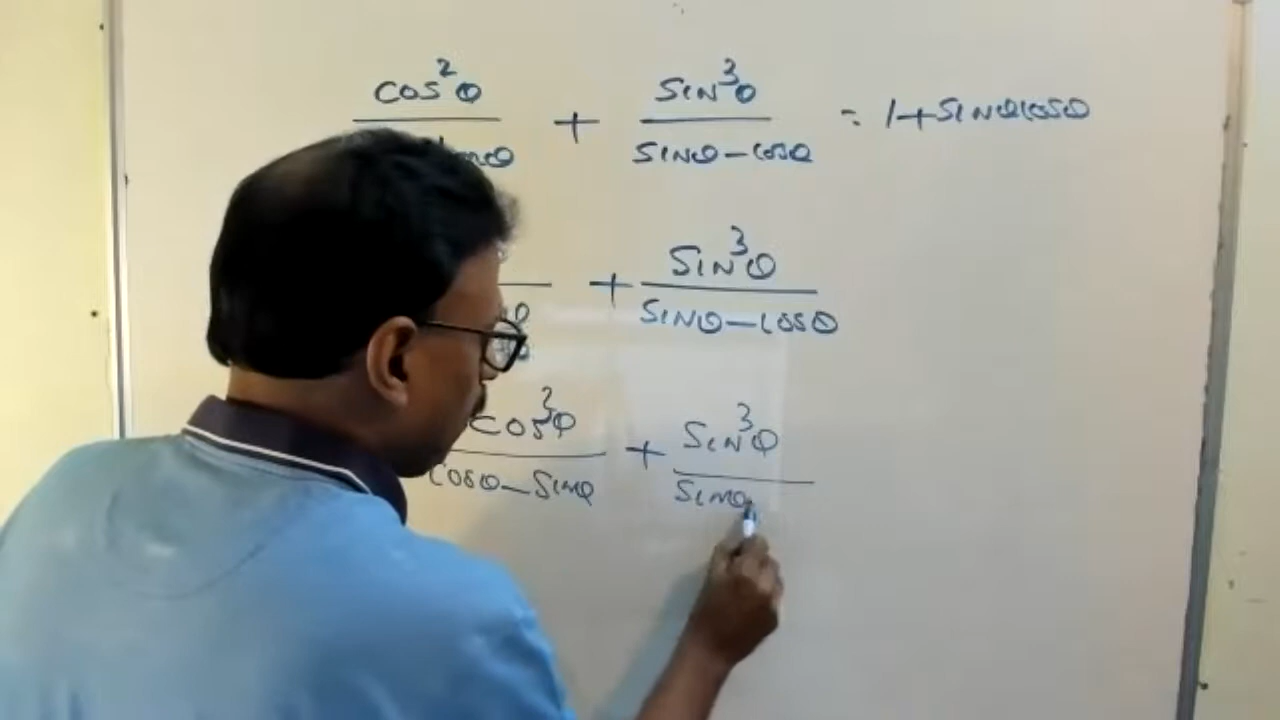 cos²θ + sin³θ = 1+sinθcosθ
sinθ-cosθ
+ sin³θ
sinθ-cosθ
cos³θ + sin³θ
cosθ-sinθ sinθ